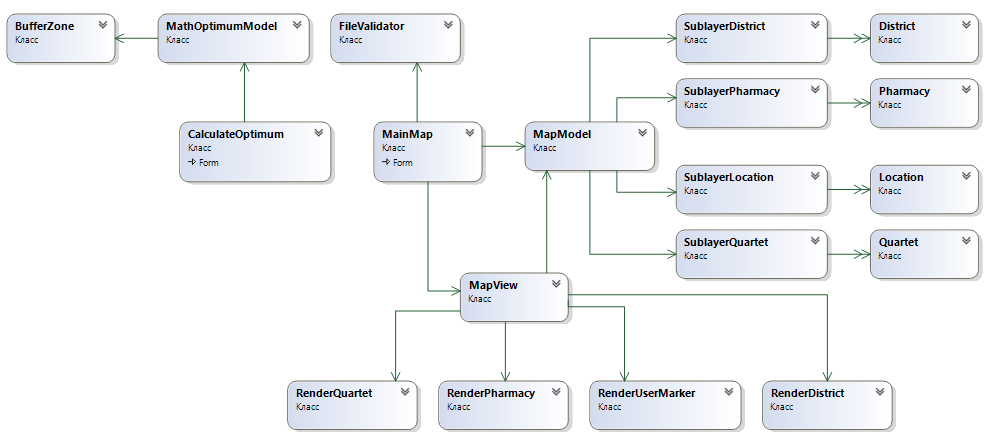 BufferZone
Класс
MathOptimumModel
Класс
FileValidator
Класс
SublayerDistrict
Класс
District
Класс
SublayerPharmacy
Класс
Pharmacy
Класс
CalculateOptimum
Класс
Form
MainMap
Класс
Form
MapModel
Класс
SublayerLocation
Класс
Location
Класс
SublayerQuartet
Класс
Quartet
Класс
MapView
Класс
RenderQuartet
Класс
RenderPharmacy
Класс
RenderUserMarker
Класс
RenderDistrict
Класс